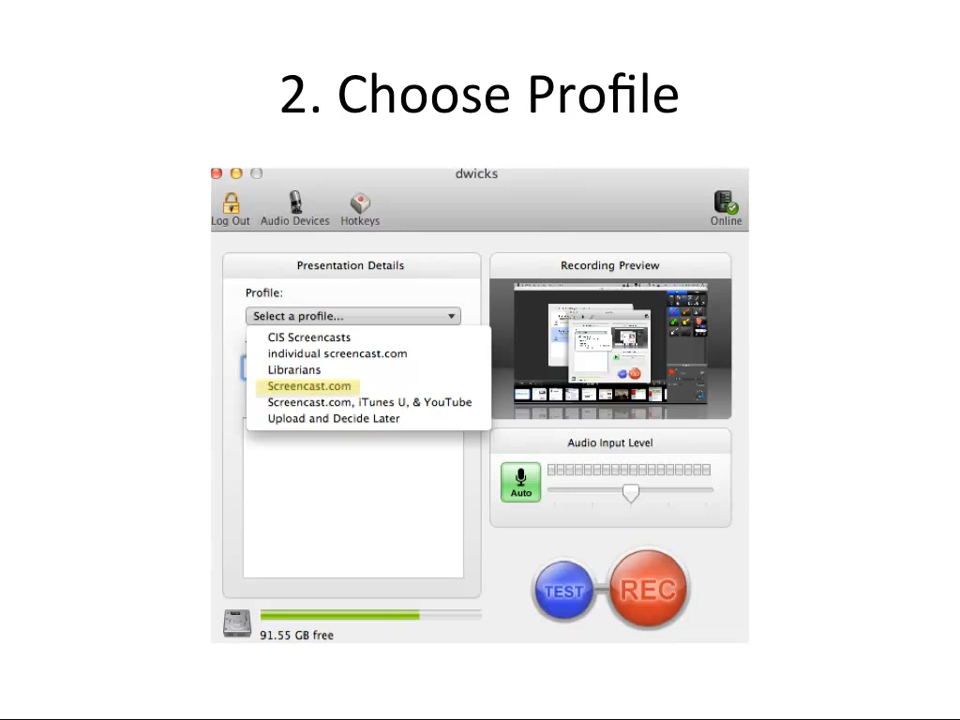 2. Choose Profile
dwicks
Log Out Audio Devices Hotkeys Online
Presentation Details
Profile:
Select a profile...
CIS Screencasts
individual screencast.com
Librarians
Screencast.com
Screencast.com, iTunes U, & YouTube
Upload and Decide Later
Recording Preview
Audio Input Level
Auto
TEST REC
91.55 GB free